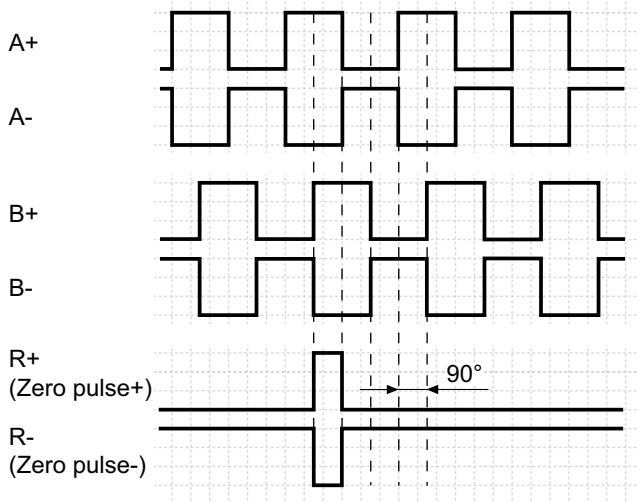 A+
A-
B+
B-
R+
(Zero pulse+)
90°
R-
(Zero pulse-)